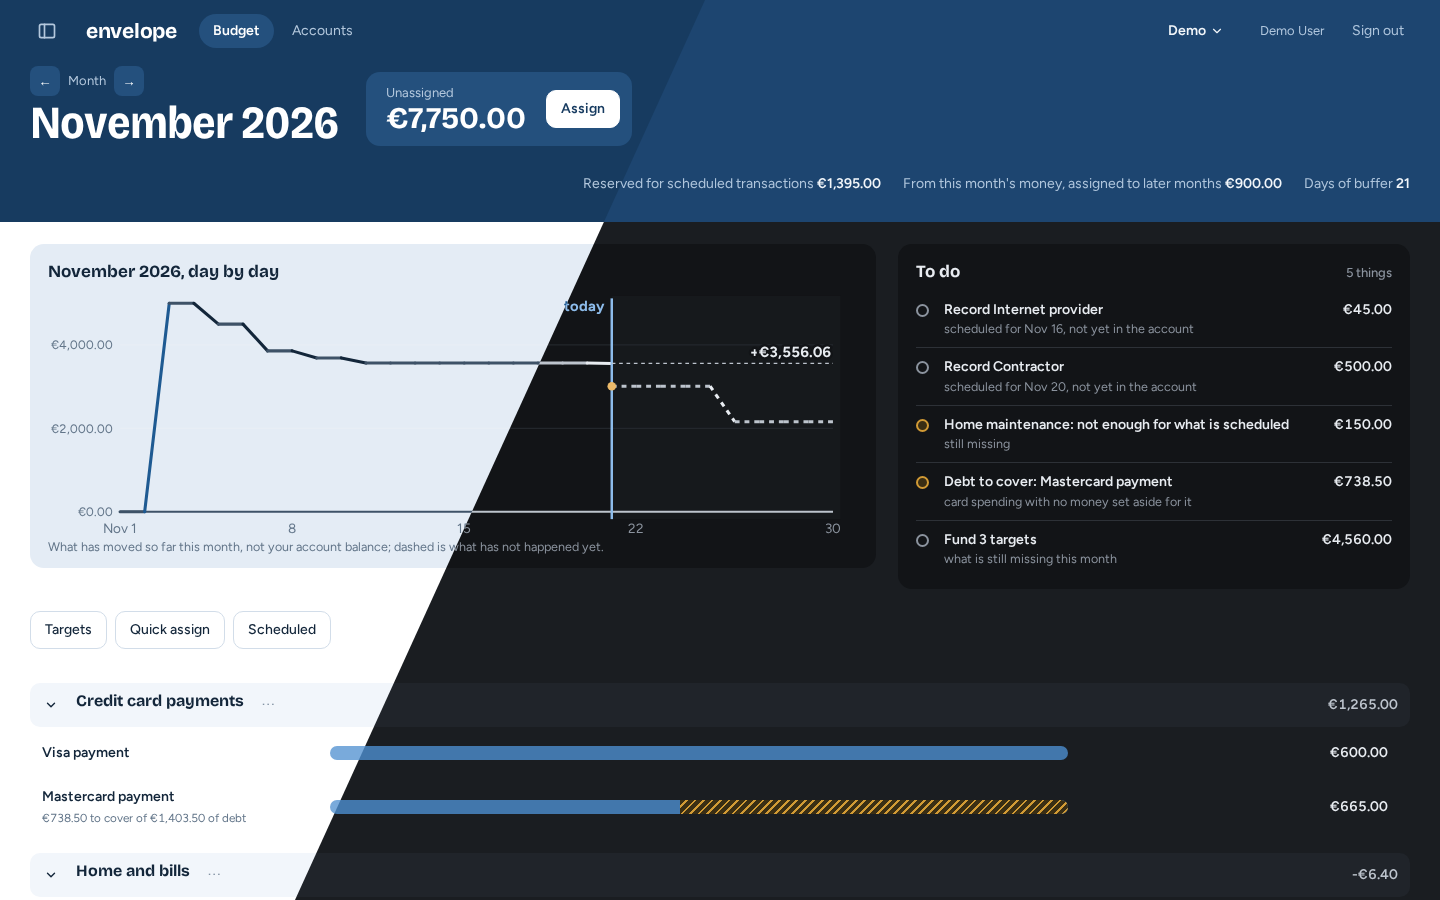 envelope
Budget
Accounts
Demo
Demo User
Sign out
← Month →
November 2026
Unassigned
€7,750.00
Assign
Reserved for scheduled transactions €1,395.00
From this month's money, assigned to later months €900.00
Days of buffer 21
November 2026, day by day
today
+€3,556.06
€4,000.00
€2,000.00
€0.00
Nov 1
8
15
22
30
What has moved so far this month, not your account balance; dashed is what has not happened yet.
To do
5 things
Record Internet provider €45.00
scheduled for Nov 16, not yet in the account
Record Contractor €500.00
scheduled for Nov 20, not yet in the account
Home maintenance: not enough for what is scheduled €150.00
still missing
Debt to cover: Mastercard payment €738.50
card spending with no money set aside for it
Fund 3 targets €4,560.00
what is still missing this month
Targets
Quick assign
Scheduled
Credit card payments ... €1,265.00
Visa payment €600.00
Mastercard payment €665.00
€738.50 to cover of €1,403.50 of debt
Home and bills ... -€6.40